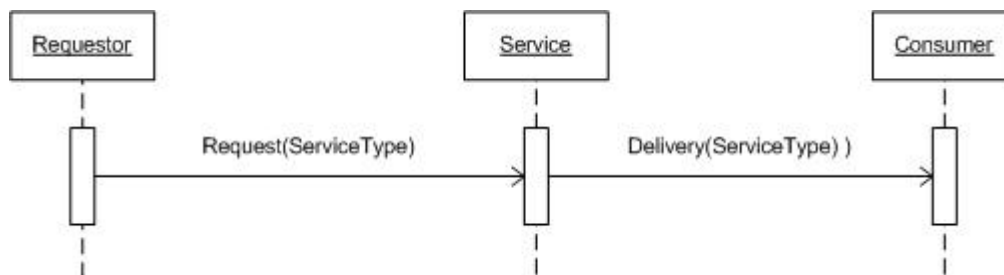 Requestor
Service
Consumer
Request(ServiceType)
Delivery(ServiceType) )